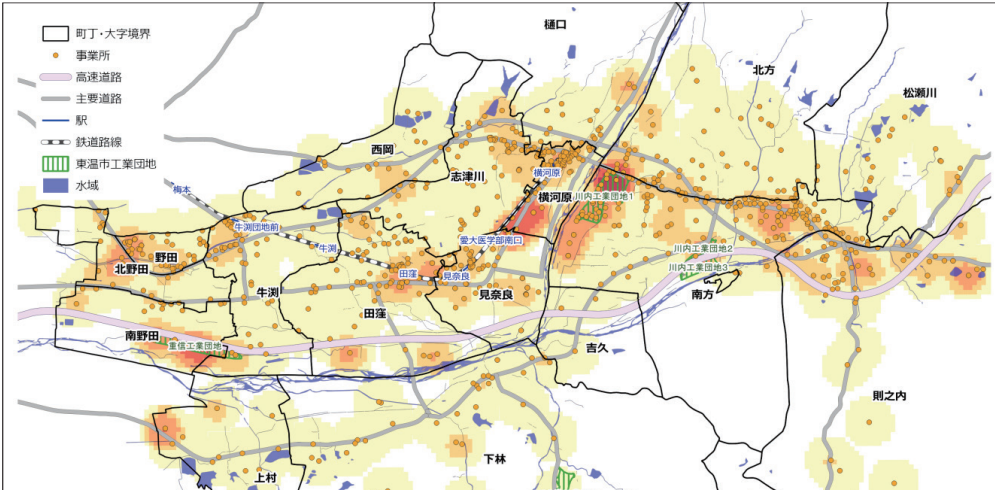 町丁・大字境界
事業所
高速道路
主要道路
駅
鉄道路線
東温市工業団地
水域
樋口
北方
松瀬川
西岡
志津川
横河原
横河原
川内工業団地1
梅本
牛渕団地前
愛大医学部南口
牛渕
川内工業団地2
野田
北野田
田窪
見奈良
川内工業団地3
牛渕
見奈良
南方
田窪
南野田
重信工業団地
吉久
則之内
下林
上村